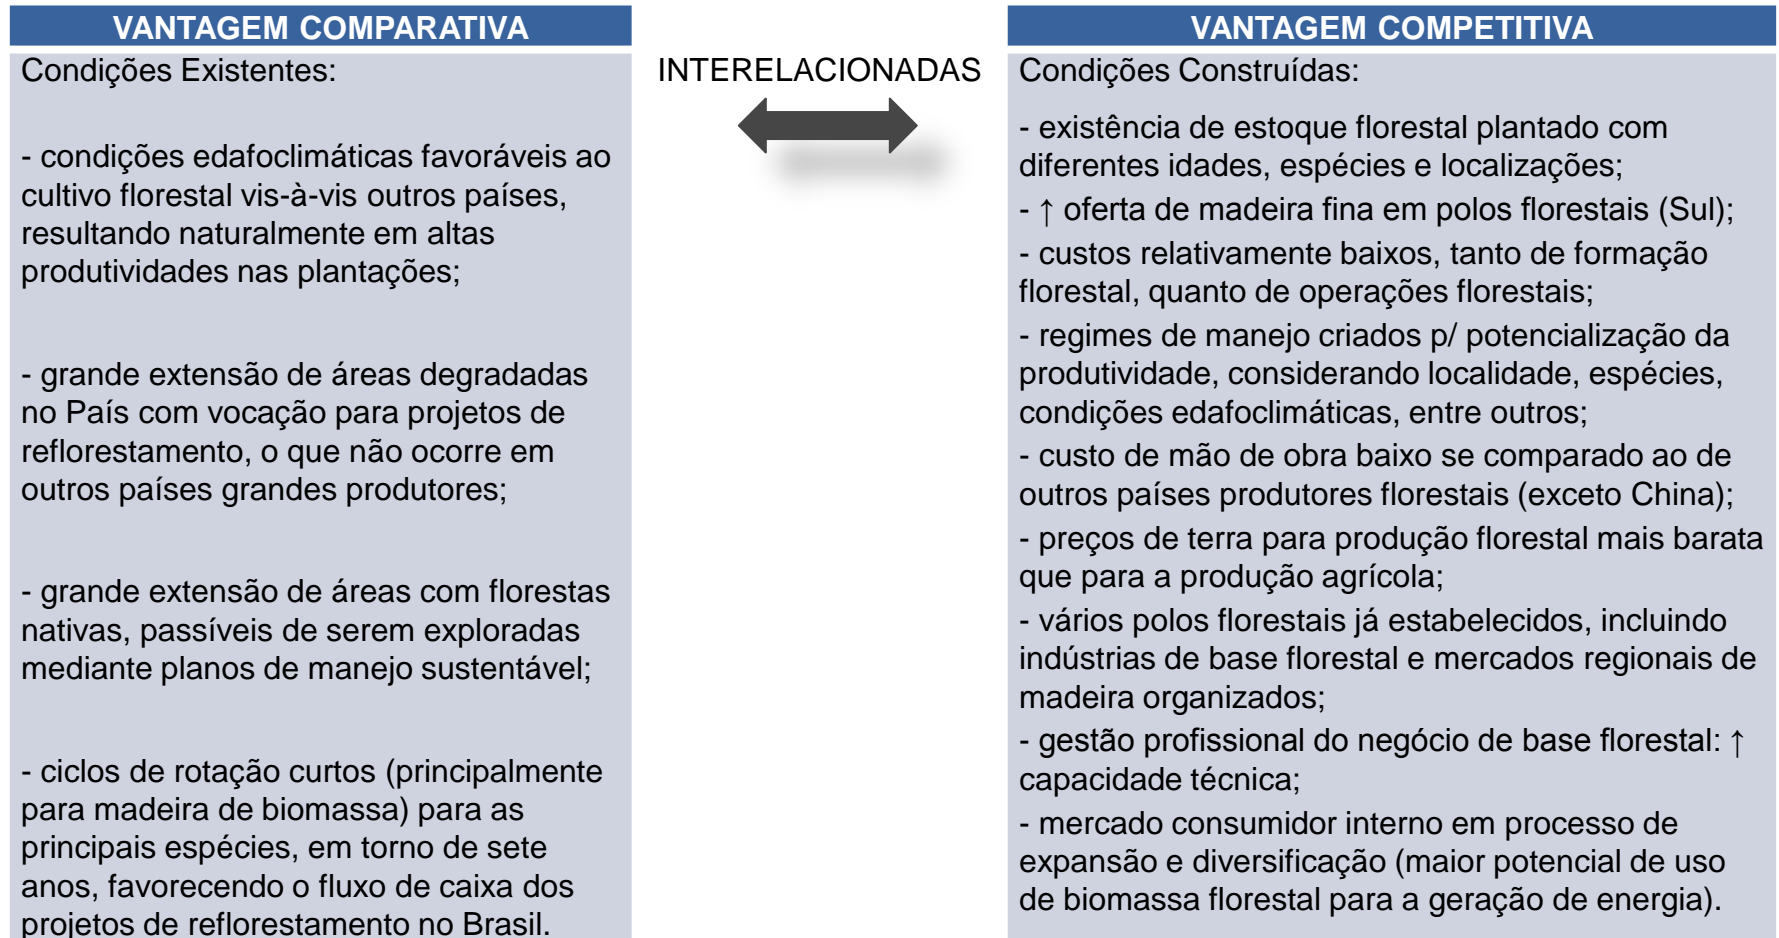 VANTAGEM COMPARATIVA
Condições Existentes:
- condições edafoclimáticas favoráveis ao
cultivo florestal vis-à-vis outros países,
resultando naturalmente em altas
produtividades nas plantações;
- grande extensão de áreas degradadas
no País com vocação para projetos de
reflorestamento, o que não ocorre em
outros países grandes produtores;
- grande extensão de áreas com florestas
nativas, passíveis de serem exploradas
mediante planos de manejo sustentável;
- ciclos de rotação curtos (principalmente
para madeira de biomassa) para as
principais espécies, em torno de sete
anos, favorecendo o fluxo de caixa dos
projetos de reflorestamento no Brasil.
INTERELACIONADAS
VANTAGEM COMPETITIVA
Condições Construídas:
- existência de estoque florestal plantado com
diferentes idades, espécies e localizações;
- ↑ oferta de madeira fina em polos florestais (Sul);
- custos relativamente baixos, tanto de formação
florestal, quanto de operações florestais;
- regimes de manejo criados p/ potencialização da
produtividade, considerando localidade, espécies,
condições edafoclimáticas, entre outros;
- custo de mão de obra baixo se comparado ao de
outros países produtores florestais (exceto China);
- preços de terra para produção florestal mais barata
que para a produção agrícola;
- vários polos florestais já estabelecidos, incluindo
indústrias de base florestal e mercados regionais de
madeira organizados;
- gestão profissional do negócio de base florestal: ↑
capacidade técnica;
- mercado consumidor interno em processo de
expansão e diversificação (maior potencial de uso
de biomassa florestal para a geração de energia).